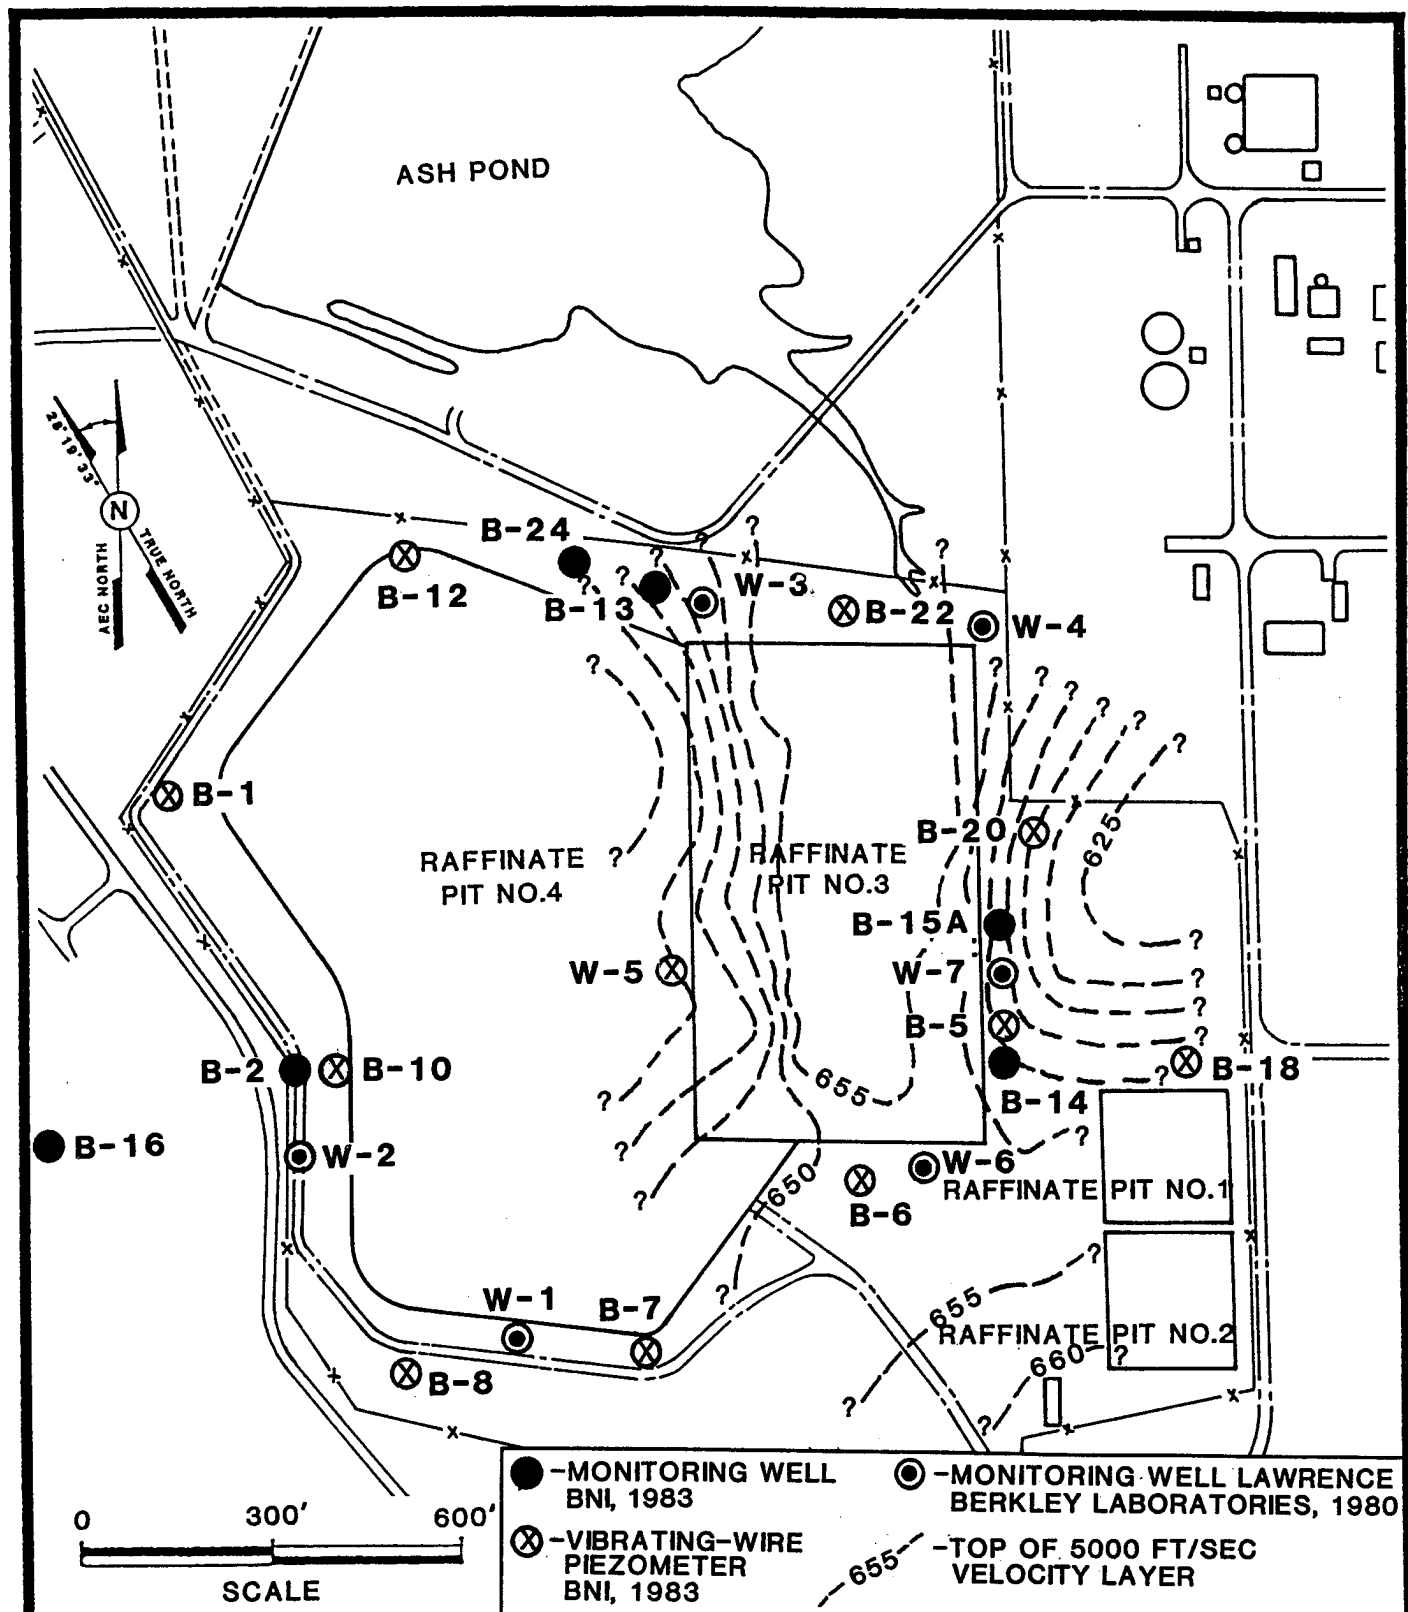 ASH POND
28°19'33"
N
AEC NORTH
TRUE NORTH
B-24
B-12
B-13
W-3
B-22
W-4
B-1
B-20
625
RAFFINATE
PIT NO.4
RAFFINATE
PIT NO.3
B-15A
W-5
W-7
B-5
B-2
B-10
655
B-18
B-14
B-16
W-2
W-6
650
RAFFINATE PIT NO.1
B-6
W-1
B-7
655
RAFFINATE PIT NO.2
660
B-8
0 300' 600'
SCALE
-MONITORING WELL
BNI, 1983
-VIBRATING-WIRE
PIEZOMETER
BNI, 1983
-MONITORING WELL LAWRENCE
BERKLEY LABORATORIES, 1980
655
-TOP OF 5000 FT/SEC
VELOCITY LAYER